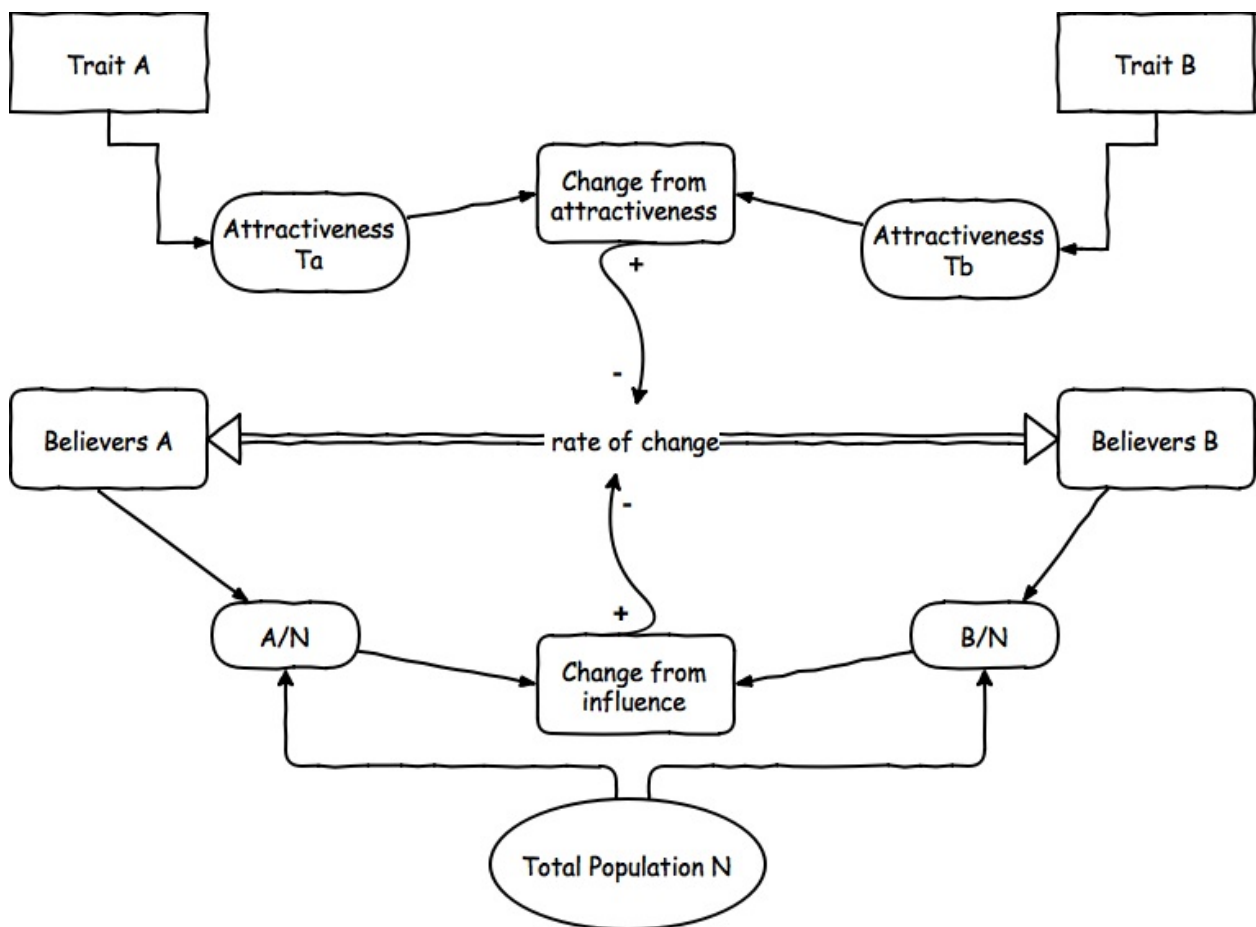 Trait A
Trait B
Change from
attractiveness
Attractiveness
Ta
Attractiveness
Tb
+
-
Believers A
rate of change
Believers B
-
+
A/N
B/N
Change from
influence
Total Population N